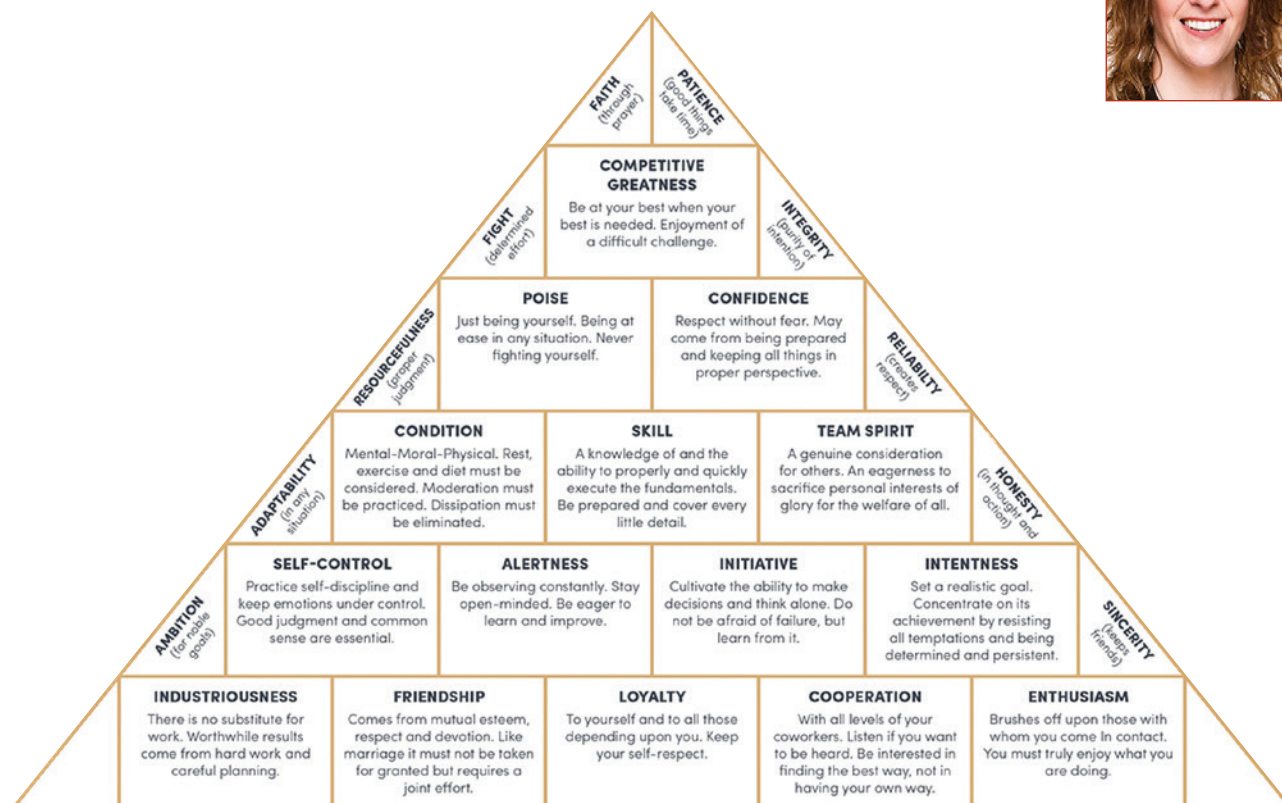 FAITH
(through
prayer)
PATIENCE
(good things
take time)
COMPETITIVE
GREATNESS
Be at your best when your
best is needed. Enjoyment of
a difficult challenge.
FIGHT
(determined
effort)
INTEGRITY
(purity of
intention)
POISE
Just being yourself. Being at
ease in any situation. Never
fighting yourself.
CONFIDENCE
Respect without fear. May
come from being prepared
and keeping all things in
proper perspective.
RESOURCEFULNESS
(proper
judgment)
RELIABILTY
(creates
respect)
CONDITION
Mental-Moral-Physical. Rest,
exercise and diet must be
considered. Moderation must
be practiced. Dissipation must
be eliminated.
SKILL
A knowledge of and the
ability to properly and quickly
execute the fundamentals.
Be prepared and cover every
little detail.
TEAM SPIRIT
A genuine consideration
for others. An eagerness to
sacrifice personal interests of
glory for the welfare of all.
ADAPTABILITY
(in any
situation)
HONESTY
(in thought and
action)
SELF-CONTROL
Practice self-discipline and
keep emotions under control.
Good judgment and common
sense are essential.
ALERTNESS
Be observing constantly. Stay
open-minded. Be eager to
learn and improve.
INITIATIVE
Cultivate the ability to make
decisions and think alone. Do
not be afraid of failure, but
learn from it.
INTENTNESS
Set a realistic goal.
Concentrate on its
achievement by resisting
all temptations and being
determined and persistent.
AMBITION
(for noble
goals)
SINCERITY
(keeps
friends)
INDUSTRIOUSNESS
There is no substitute for
work. Worthwhile results
come from hard work and
careful planning.
FRIENDSHIP
Comes from mutual esteem,
respect and devotion. Like
marriage it must not be taken
for granted but requires a
joint effort.
LOYALTY
To yourself and to all those
depending upon you. Keep
your self-respect.
COOPERATION
With all levels of your
coworkers. Listen if you want
to be heard. Be interested in
finding the best way, not in
having your own way.
ENTHUSIASM
Brushes off upon those with
whom you come In contact.
You must truly enjoy what you
are doing.